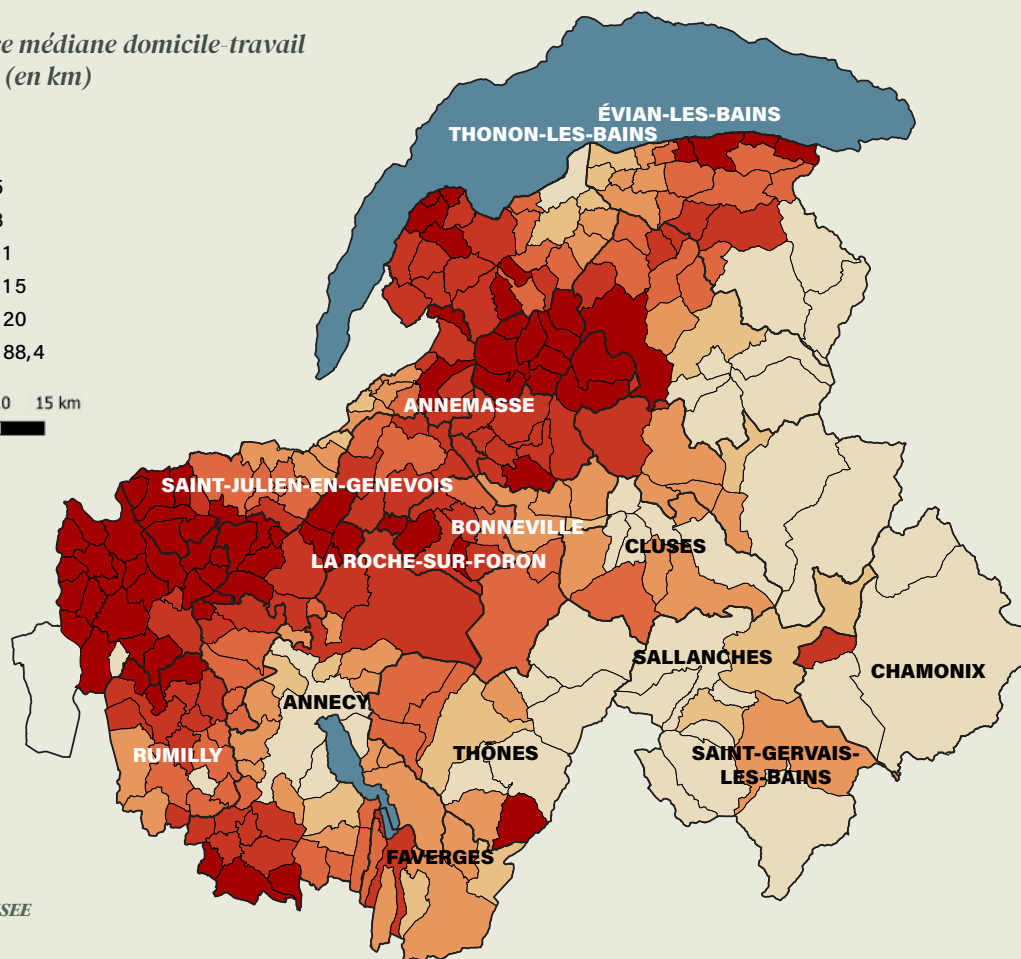 médiane domicile-travail
(en km)
ÉVIAN-LES-BAINS
THONON-LES-BAINS
5
3
1
15
20
88,4
0 15 km
ANNEMASSE
SAINT-JULIEN-EN-GENEVOIS
BONNEVILLE
CLUSES
LA ROCHE-SUR-FORON
SALLANCHES
CHAMONIX
ANNECY
RUMILLY
THÔNES
SAINT-GERVAIS-
LES-BAINS
FAVERGES
SEE